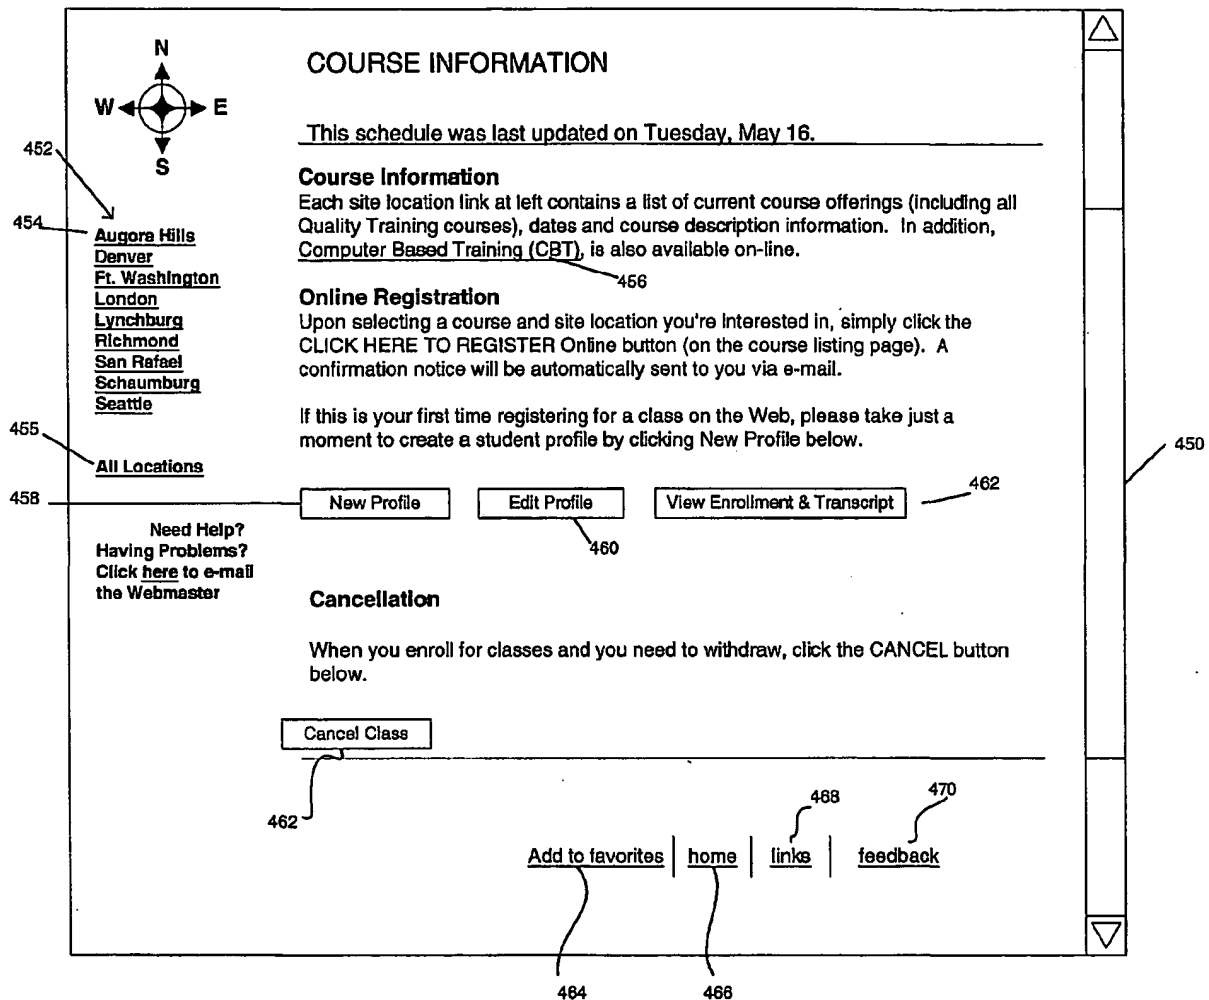 N
W E
S
COURSE INFORMATION
This schedule was last updated on Tuesday, May 16.
452
454
Augora Hills
Denver
Ft. Washington
London
Lynchburg
Richmond
San Rafael
Schaumburg
Seattle
455
All Locations
Need Help?
Having Problems?
Click here to e-mail
the Webmaster
Course Information
Each site location link at left contains a list of current course offerings (including all
Quality Training courses), dates and course description information. In addition,
Computer Based Training (CBT), is also available on-line.
456
Online Registration
Upon selecting a course and site location you're interested in, simply click the
CLICK HERE TO REGISTER Online button (on the course listing page). A
confirmation notice will be automatically sent to you via e-mail.
If this is your first time registering for a class on the Web, please take just a
moment to create a student profile by clicking New Profile below.
450
458
New Profile Edit Profile View Enrollment & Transcript
462
460
Cancellation
When you enroll for classes and you need to withdraw, click the CANCEL button
below.
Cancel Class
462
468
470
Add to favorites | home | links | feedback
464
466